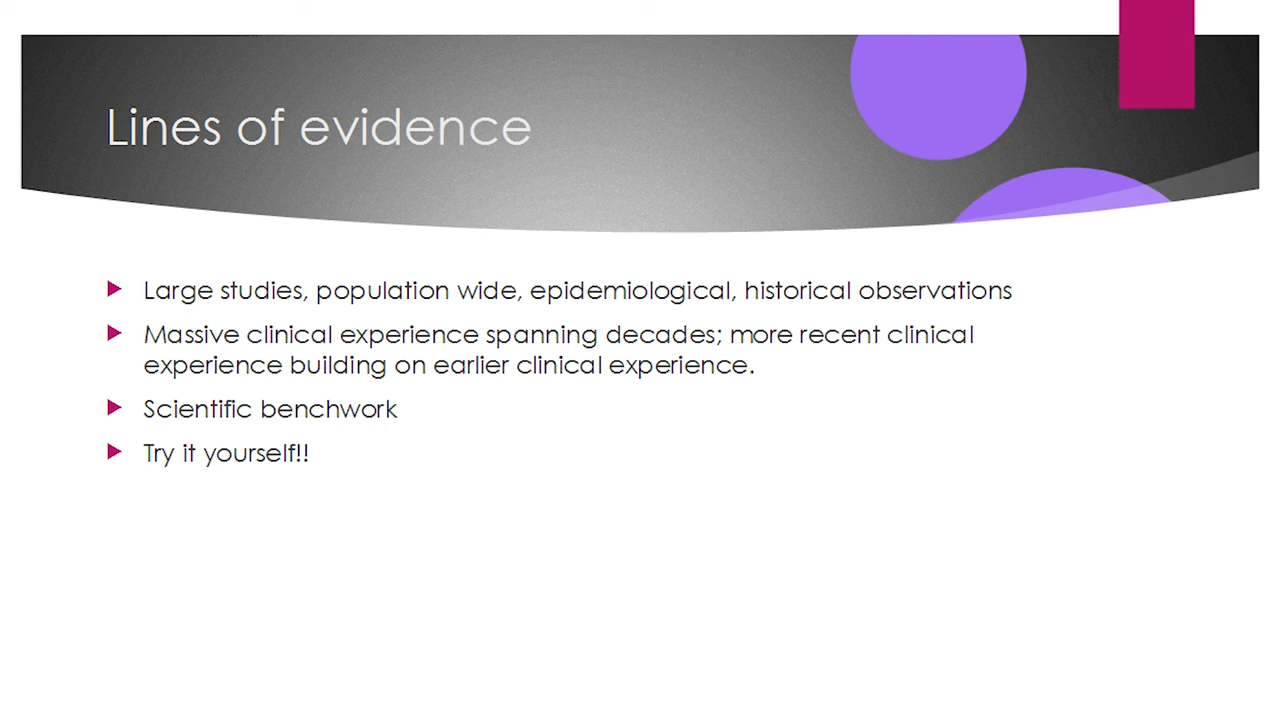 Lines of evidence
Large studies, population wide, epidemiological, historical observations
Massive clinical experience spanning decades; more recent clinical
experience building on earlier clinical experience.
Scientific benchwork
Try it yourself!!